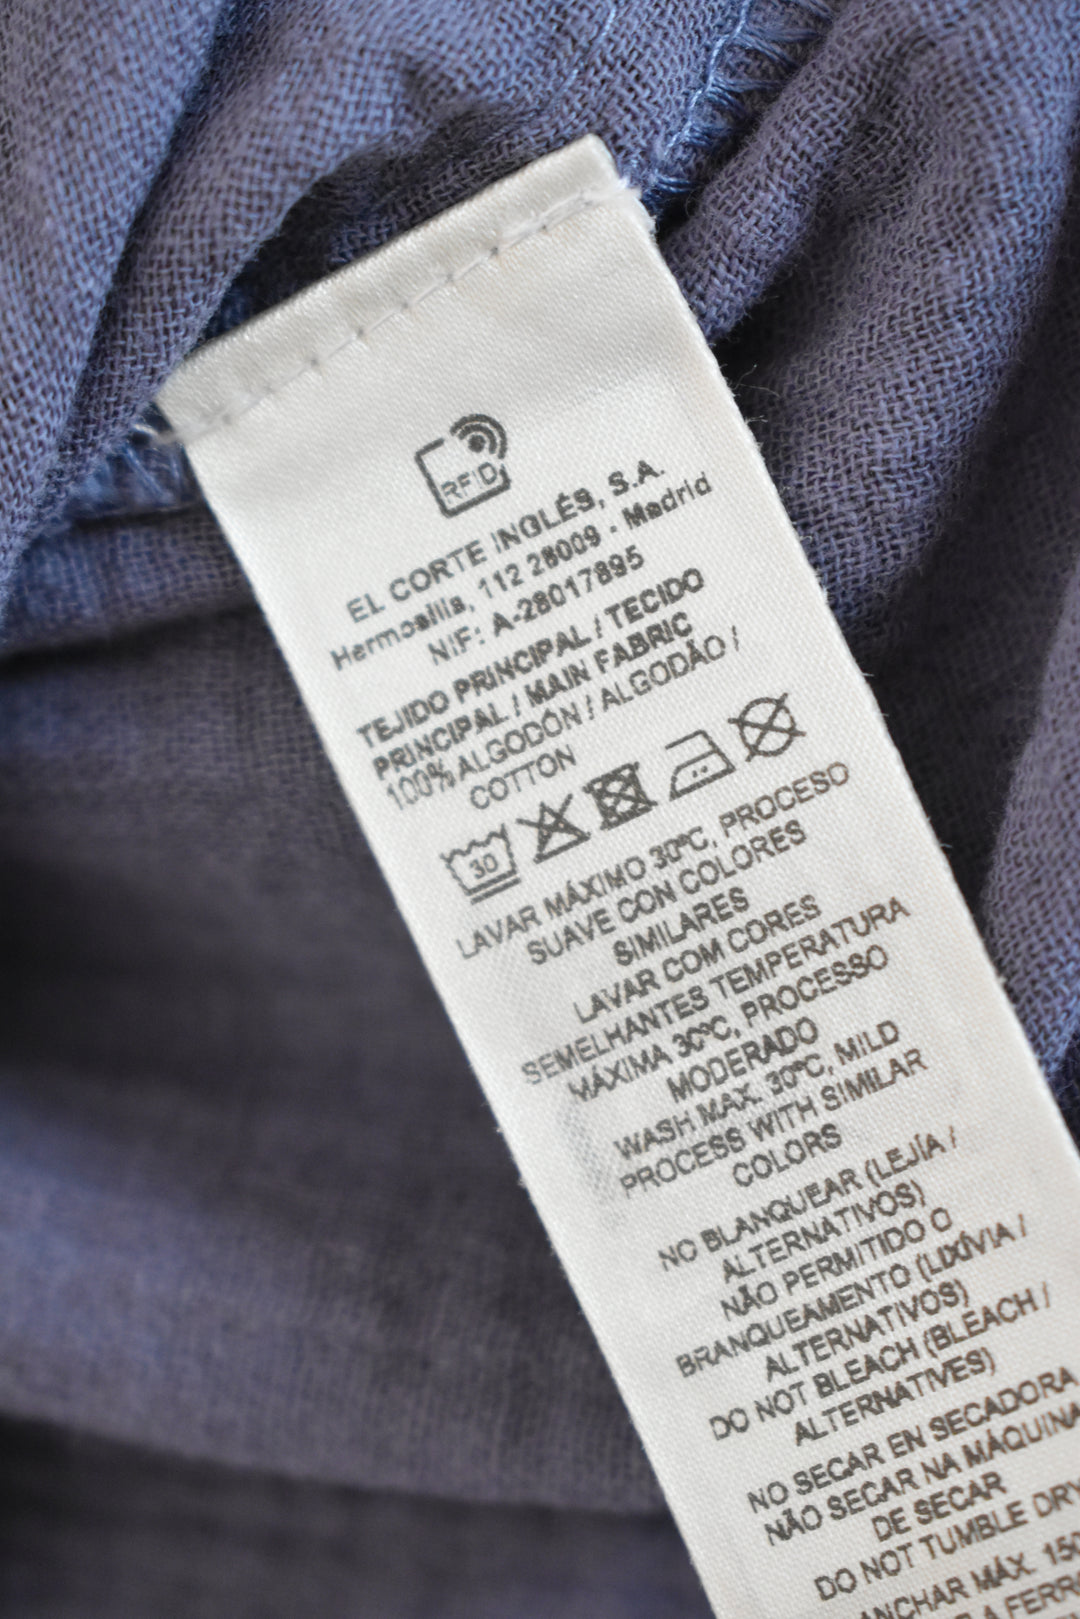 RFID
EL CORTE INGLÉS, S.A.
Hermosilla, 112 28009 - Madrid
NIF: A-28017895
TEJIDO PRINCIPAL / TECIDO
PRINCIPAL / MAIN FABRIC
100% ALGODÓN / ALGODÃO /
COTTON
30
LAVAR MÁXIMO 30ºC, PROCESO
SUAVE CON COLORES
SIMILARES
LAVAR COM CORES
SEMELHANTES TEMPERATURA
MÁXIMA 30ºC, PROCESSO
MODERADO
WASH MAX. 30ºC, MILD
PROCESS WITH SIMILAR
COLORS
NO BLANQUEAR (LEJÍA /
ALTERNATIVOS)
NÃO PERMITIDO O
BRANQUEAMENTO (LIXÍVIA /
ALTERNATIVOS)
DO NOT BLEACH (BLEACH /
ALTERNATIVES)
NO SECAR EN SECADORA
NÃO SECAR NA MÁQUINA
DE SECAR
DO NOT TUMBLE DRY
MÁX. 150
A FERRO